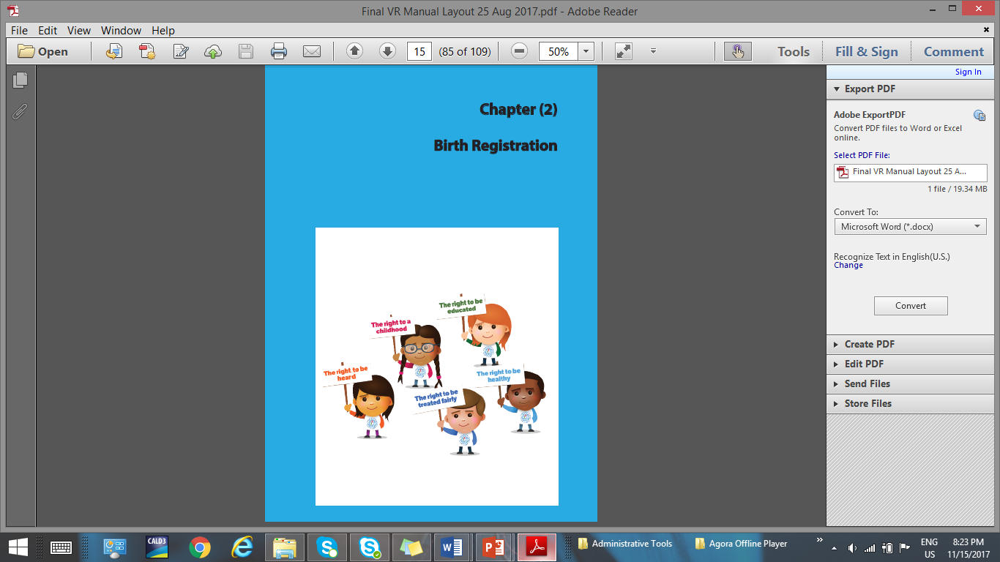 Final VR Manual Layout 25 Aug 2017.pdf - Adobe Reader
File Edit View Window Help
Open 15 (85 of 109) 50% Tools Fill & Sign Comment
Sign In
Export PDF
Adobe ExportPDF
Convert PDF files to Word or Excel
online.
Select PDF File:
Final VR Manual Layout 25 A...
1 file / 19.34 MB
Convert To:
Microsoft Word (*.docx)
Recognize Text in English(U.S.)
Change
Convert
Create PDF
Edit PDF
Send Files
Store Files
Chapter (2)
Birth Registration
The right to be
educated
The right to a
childhood
The right to be
heard
The right to be
healthy
The right to be
treated fairly
CALD3
Administrative Tools
Agora Offline Player
ENG
US
8:23 PM
11/15/2017